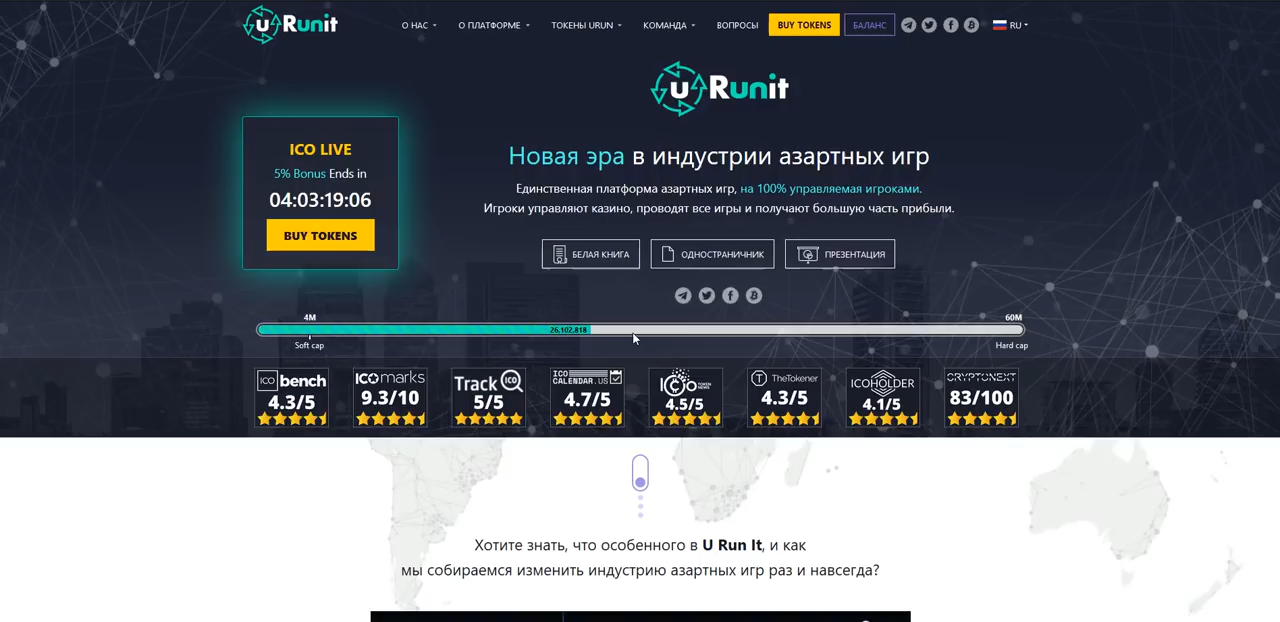 uRunit
О НАС
О ПЛАТФОРМЕ
ТОКЕНЫ URUN
КОМАНДА
ВОПРОСЫ
BUY TOKENS
БАЛАНС
RU
uRunit
ICO LIVE
5% Bonus Ends in
04:03:19:06
BUY TOKENS
Новая эра в индустрии азартных игр
Единственная платформа азартных игр, на 100% управляемая игроками.
Игроки управляют казино, проводят все игры и получают большую часть прибыли.
БЕЛАЯ КНИГА
ОДНОСТРАНИЧНИК
ПРЕЗЕНТАЦИЯ
4M
60M
26,102,818
Soft cap
Hard cap
ICO bench
4.3/5
ICOmarks
9.3/10
Track ICO
5/5
ICO
CALENDAR.US
4.7/5
ICO TOKEN NEWS
4.5/5
TheTokener
4.3/5
ICOHOLDER
4.1/5
CRYPTONEXT
83/100
Хотите знать, что особенного в U Run It, и как
мы собираемся изменить индустрию азартных игр раз и навсегда?